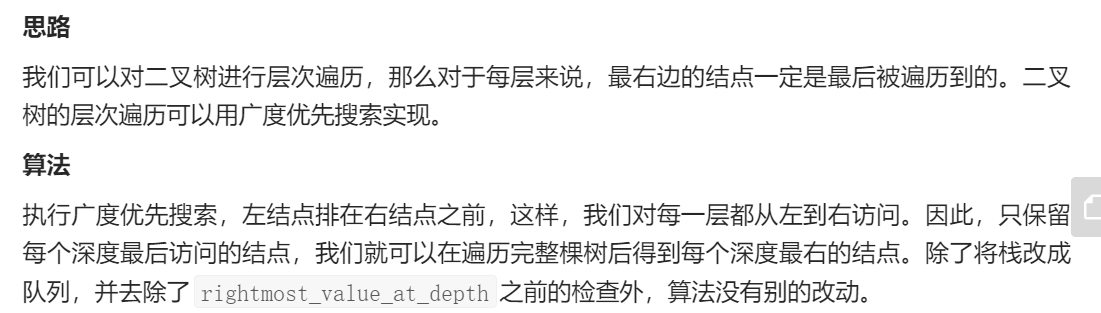 思路
我们可以对二叉树进行层次遍历，那么对于每层来说，最右边的结点一定是最后被遍历到的。二叉
树的层次遍历可以用广度优先搜索实现。
算法
执行广度优先搜索，左结点排在右结点之前，这样，我们对每一层都从左到右访问。因此，只保留
每个深度最后访问的结点，我们就可以在遍历完整棵树后得到每个深度最右的结点。除了将栈改成
队列，并去除了 rightmost_value_at_depth 之前的检查外，算法没有别的改动。